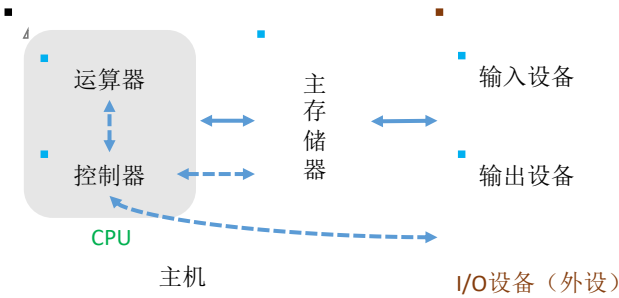 运算器
控制器
CPU
主机
主存储器
输入设备
输出设备
I/O设备（外设）